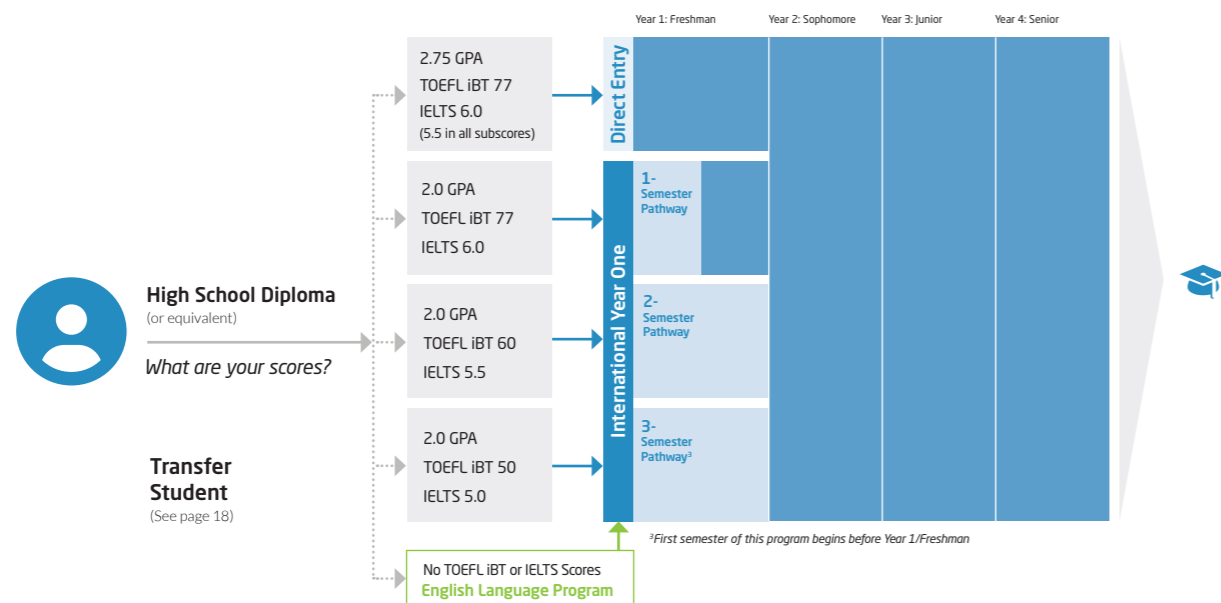 Year 1: Freshman
Year 2: Sophomore
Year 3: Junior
Year 4: Senior
2.75 GPA
TOEFL iBT 77
IELTS 6.0
(5.5 in all subscores)
Direct Entry
2.0 GPA
TOEFL iBT 77
IELTS 6.0
International Year One
1-
Semester
Pathway
High School Diploma
(or equivalent)
What are your scores?
2.0 GPA
TOEFL iBT 60
IELTS 5.5
2-
Semester
Pathway
2.0 GPA
TOEFL iBT 50
IELTS 5.0
3-
Semester
Pathway³
Transfer
Student
(See page 18)
³First semester of this program begins before Year 1/Freshman
No TOEFL iBT or IELTS Scores
English Language Program